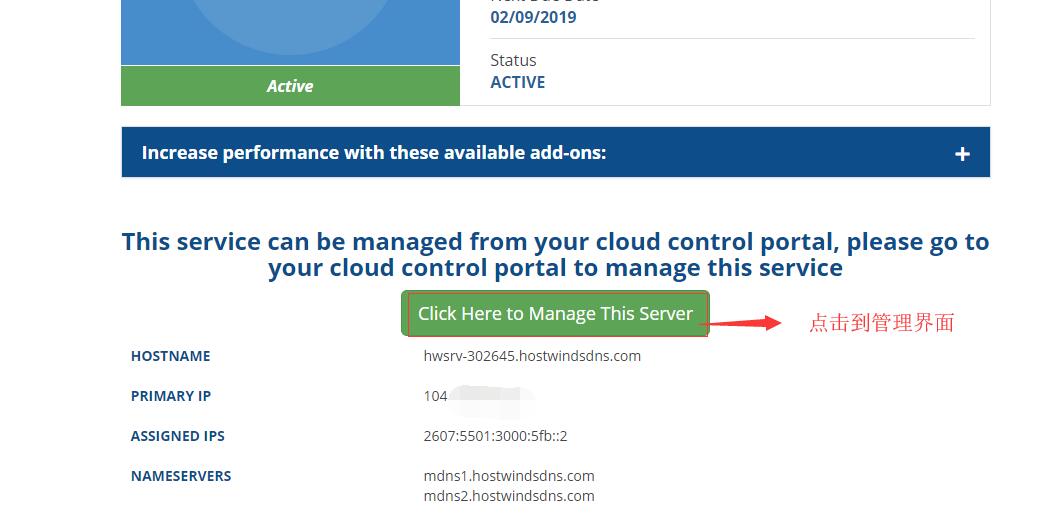 02/09/2019
Status
ACTIVE
Active
Increase performance with these available add-ons:
+
This service can be managed from your cloud control portal, please go to
your cloud control portal to manage this service
Click Here to Manage This Server
点击到管理界面
HOSTNAME hwsrv-302645.hostwindsdns.com
PRIMARY IP 104
ASSIGNED IPS 2607:5501:3000:5fb::2
NAMESERVERS mdns1.hostwindsdns.com
mdns2.hostwindsdns.com